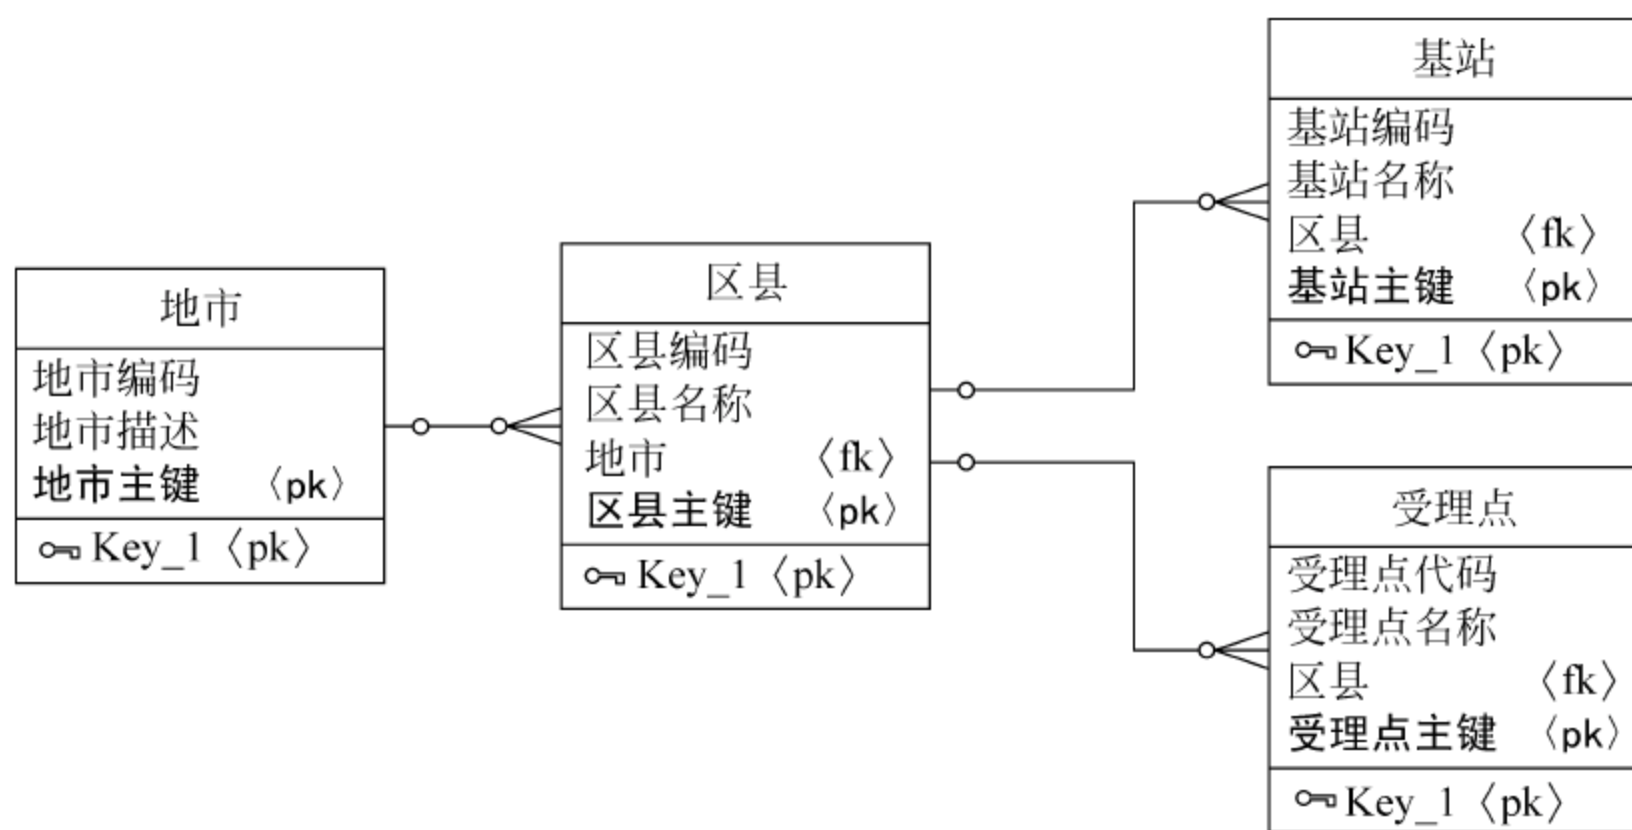 地市
地市编码
地市描述
地市主键 〈pk〉
Key_1〈pk〉
区县
区县编码
区县名称
地市 〈fk〉
区县主键 〈pk〉
Key_1〈pk〉
基站
基站编码
基站名称
区县 〈fk〉
基站主键 〈pk〉
Key_1〈pk〉
受理点
受理点代码
受理点名称
区县 〈fk〉
受理点主键 〈pk〉
Key_1〈pk〉